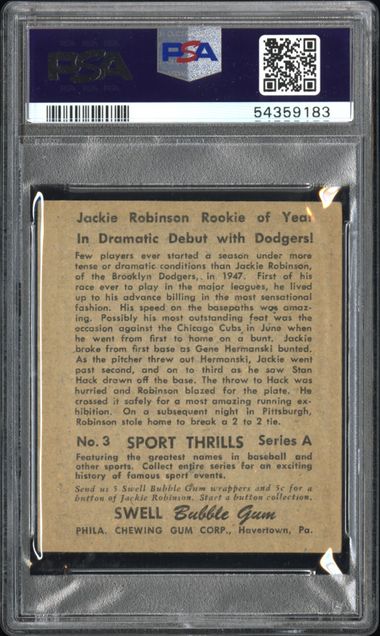 PSA
PSA
54359183
Jackie Robinson Rookie of Year
In Dramatic Debut with Dodgers!
Few players ever started a season under more
tense or dramatic conditions than Jackie Robinson,
of the Brooklyn Dodgers, in 1947. First of his
race ever to play in the major leagues, he lived
up to his advance billing in the most sensational
fashion. His speed on the basepaths was amaz-
ing. Possibly his most outstanding feat was the
occasion against the Chicago Cubs in June when
he went from first to home on a bunt. Jackie
broke from first base as Gene Hermanski bunted.
As the pitcher threw out Hermanski, Jackie went
past second, and on to third as he saw Stan
Hack drawn off the base. The throw to Hack was
hurried and Robinson blazed for the plate. He
crossed it safely for a most amazing running exh-
hibition. On a subsequent night in Pittsburgh,
Robinson stole home to break a 2 to 2 tie.
No. 3 SPORT THRILLS Series A
Featuring the greatest names in baseball and
other sports. Collect entire series for an exciting
history of famous sport events.
Send us 5 Swell Bubble Gum wrappers and 5c for a
button of Jackie Robinson. Start a button collection.
SWELL Bubble Gum
PHILA. CHEWING GUM CORP., Havertown, Pa.